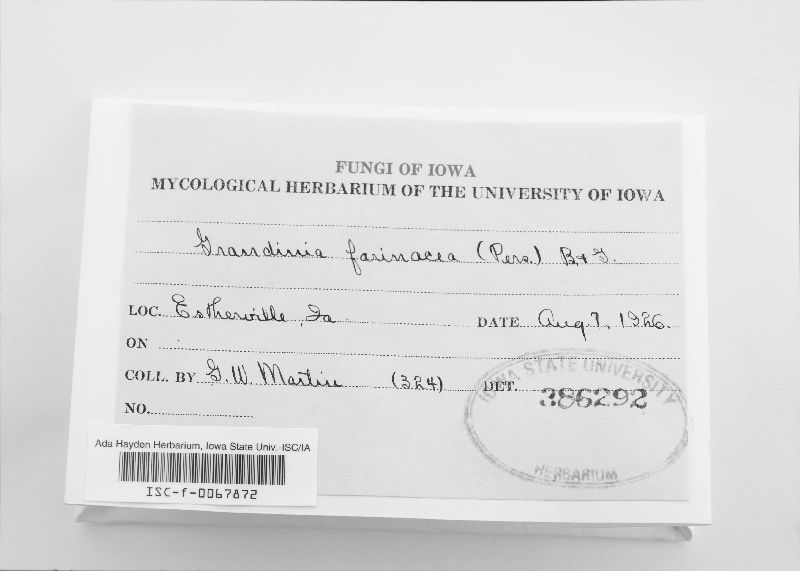 FUNGI OF IOWA
MYCOLOGICAL HERBARIUM OF THE UNIVERSITY OF IOWA
Grandinia farinacea (Pers.) B+G.
LOC. Estherville, Ia DATE Aug. 7, 1926.
ON
COLL. BY G. W. Martin (324) DET.
NO.
IOWA STATE UNIVERSITY
386292
HERBARIUM
Ada Hayden Herbarium, Iowa State Univ.-ISC/IA
ISC-f-0067872